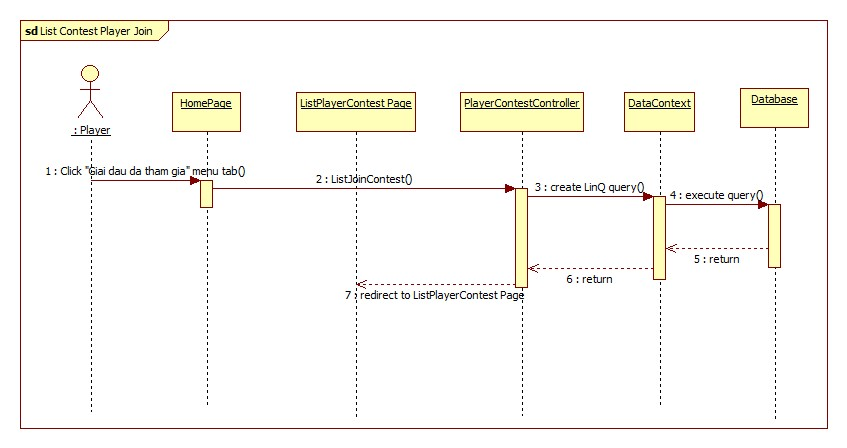 sd List Contest Player Join
HomePage
ListPlayerContest Page
PlayerContestController
DataContext
Database
: Player
1 : Click "Giai dau da tham gia" menu tab()
2 : ListJoinContest()
3 : create LinQ query()
4 : execute query()
5 : return
6 : return
7 : redirect to ListPlayerContest Page